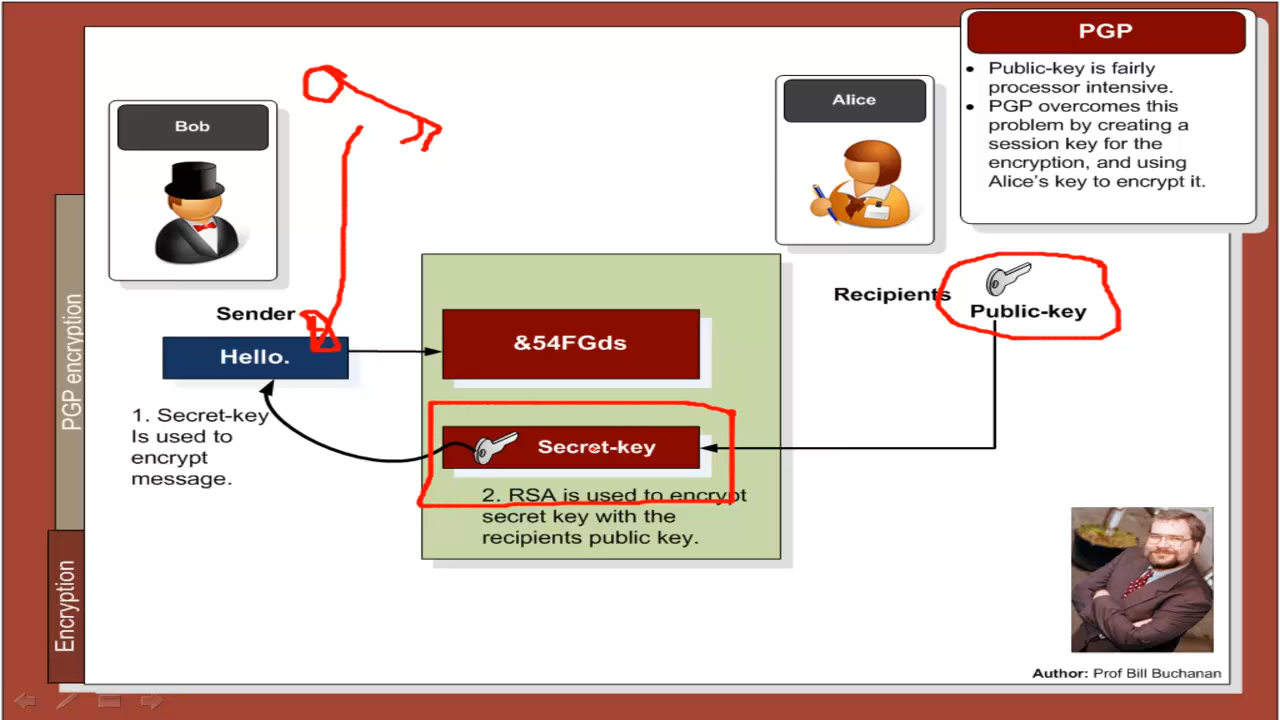 PGP
• Public-key is fairly
processor intensive.
• PGP overcomes this
problem by creating a
session key for the
encryption, and using
Alice's key to encrypt it.
Bob
Alice
Sender
Hello.
&54FGds
Recipients
Public-key
1. Secret-key
Is used to
encrypt
message.
Secret-key
2. RSA is used to encrypt
secret key with the
recipients public key.
PGP encryption
Encryption
Author: Prof Bill Buchanan